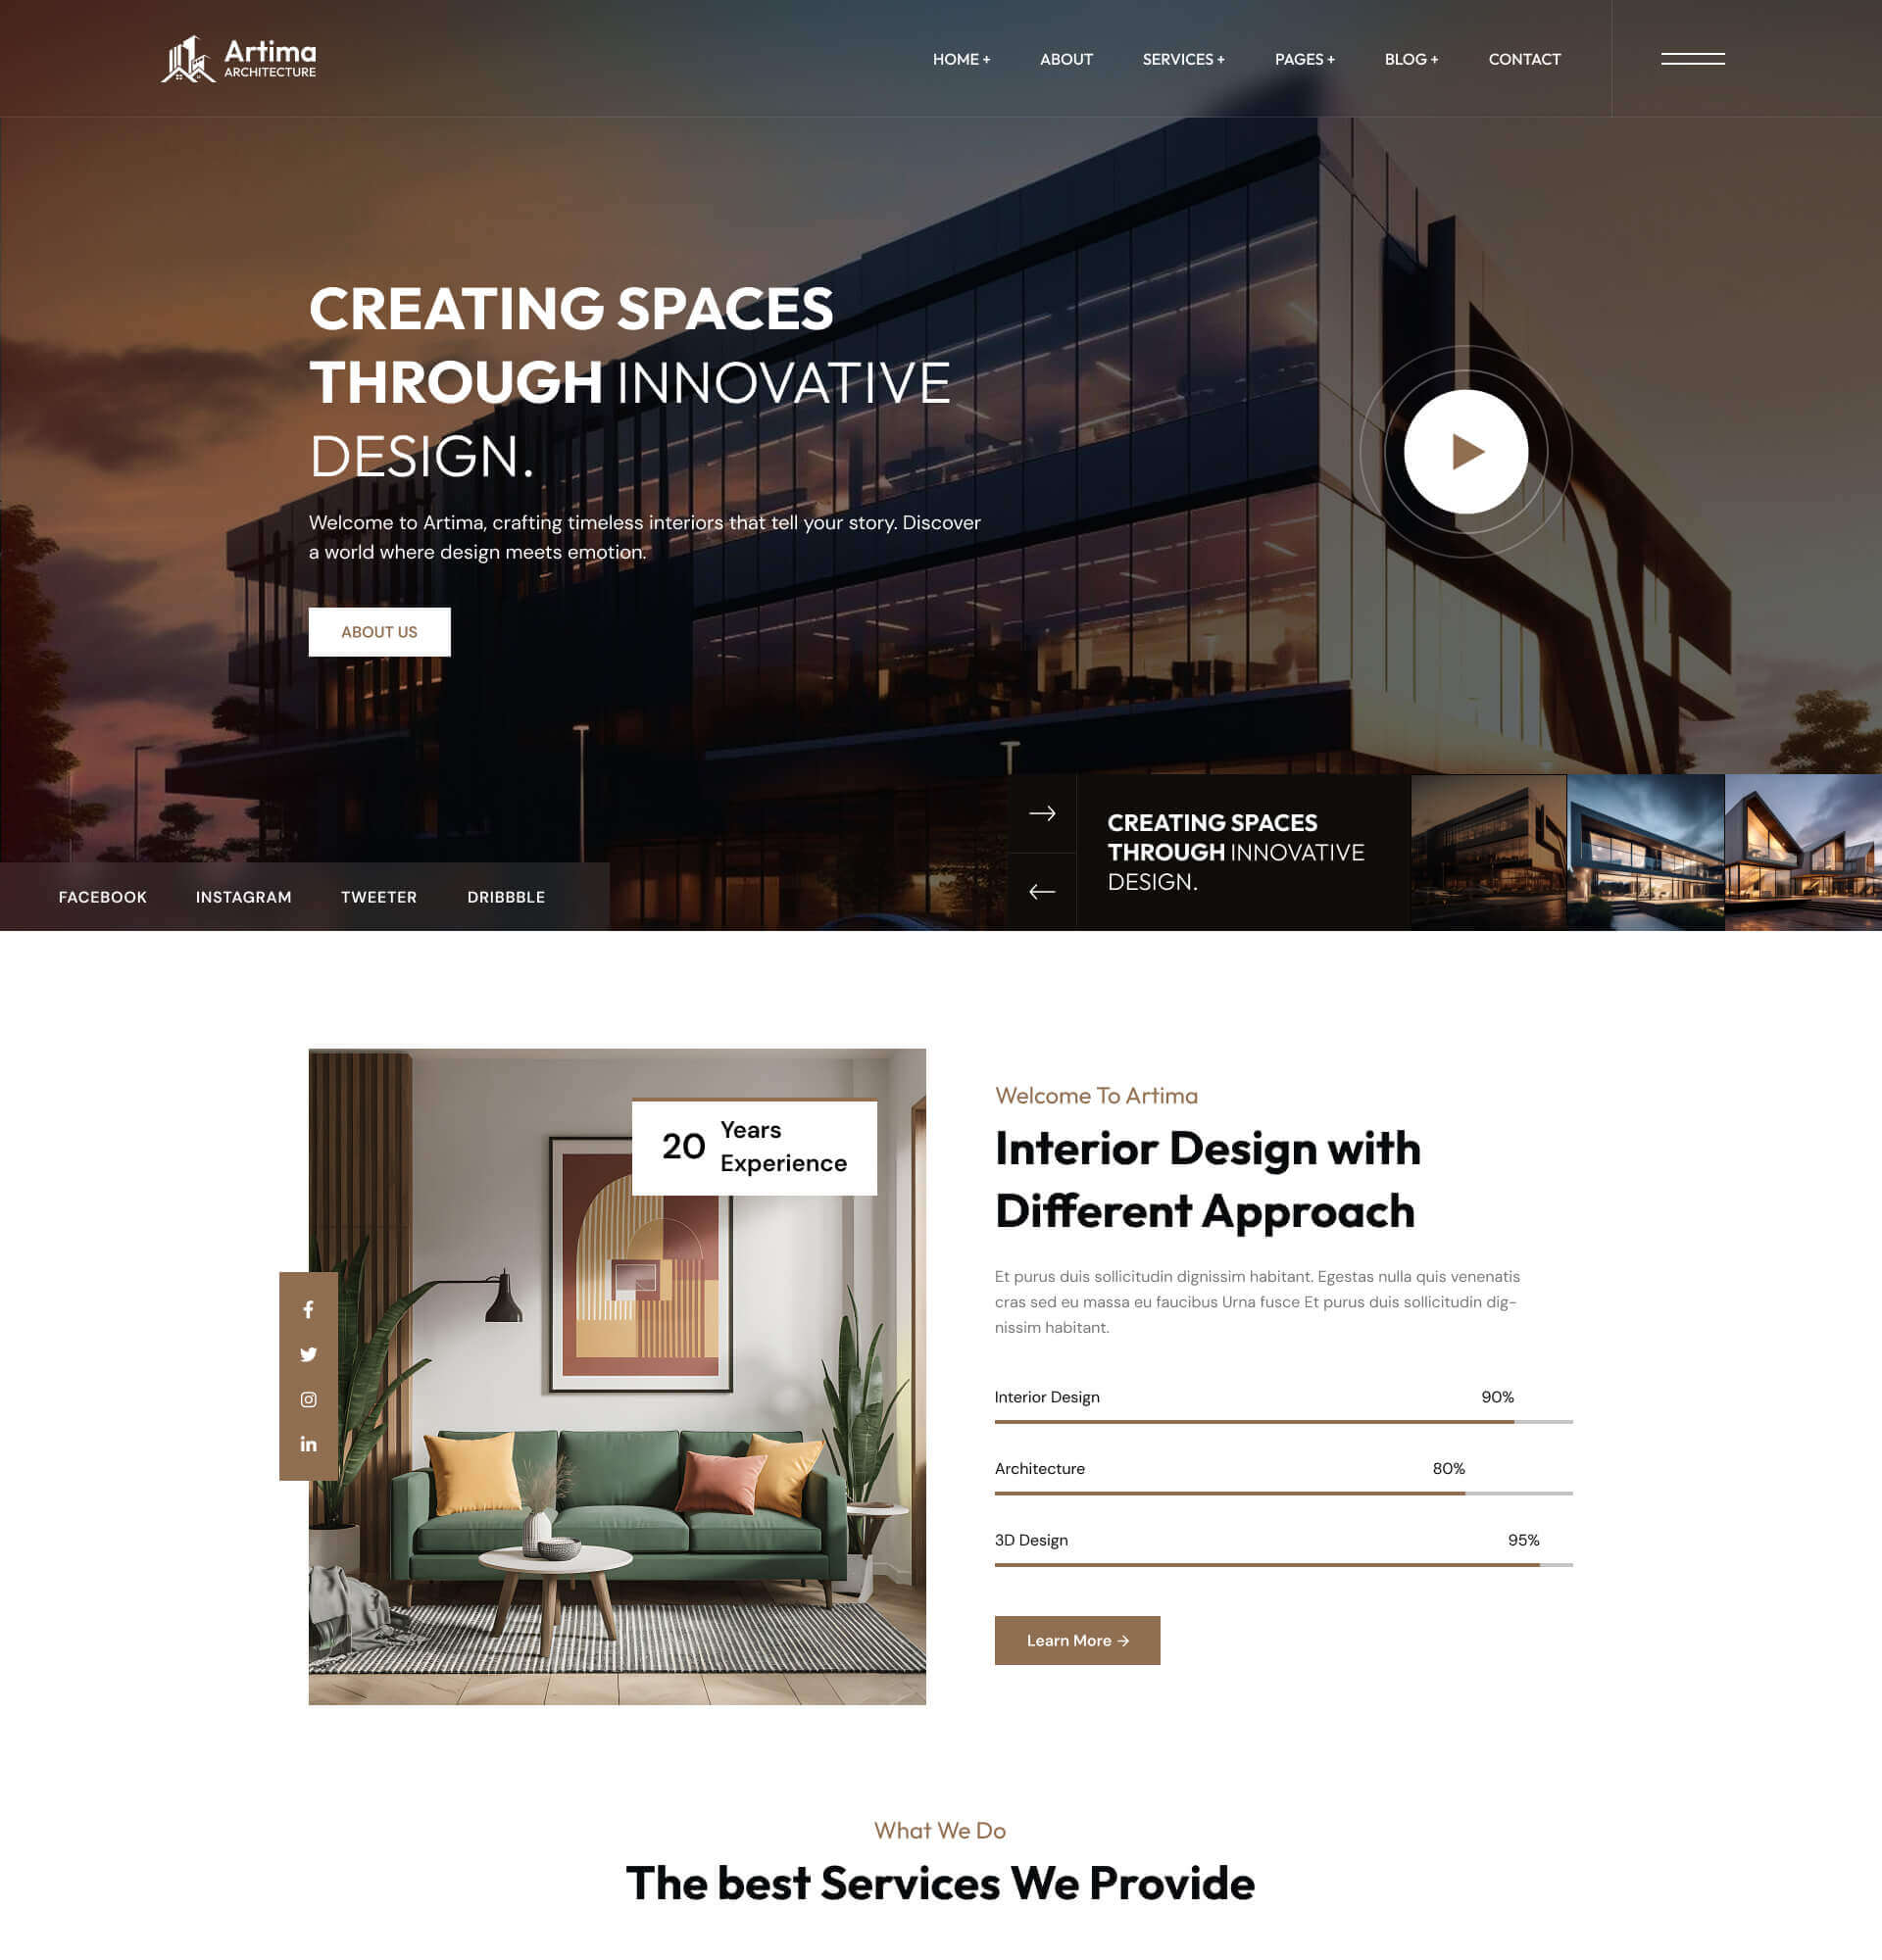 Artima
ARCHITECTURE
HOME +
ABOUT
SERVICES +
PAGES +
BLOG +
CONTACT
CREATING SPACES
THROUGH INNOVATIVE
DESIGN.
Welcome to Artima, crafting timeless interiors that tell your story. Discover
a world where design meets emotion.
ABOUT US
CREATING SPACES
THROUGH INNOVATIVE
DESIGN.
FACEBOOK
INSTAGRAM
TWEETER
DRIBBBLE
20
Years
Experience
Welcome To Artima
Interior Design with
Different Approach
Et purus duis sollicitudin dignissim habitant. Egestas nulla quis venenatis
cras sed eu massa eu faucibus Urna fusce Et purus duis sollicitudin dig-
nissim habitant.
Interior Design 90%
Architecture 80%
3D Design 95%
Learn More →
What We Do
The best Services We Provide